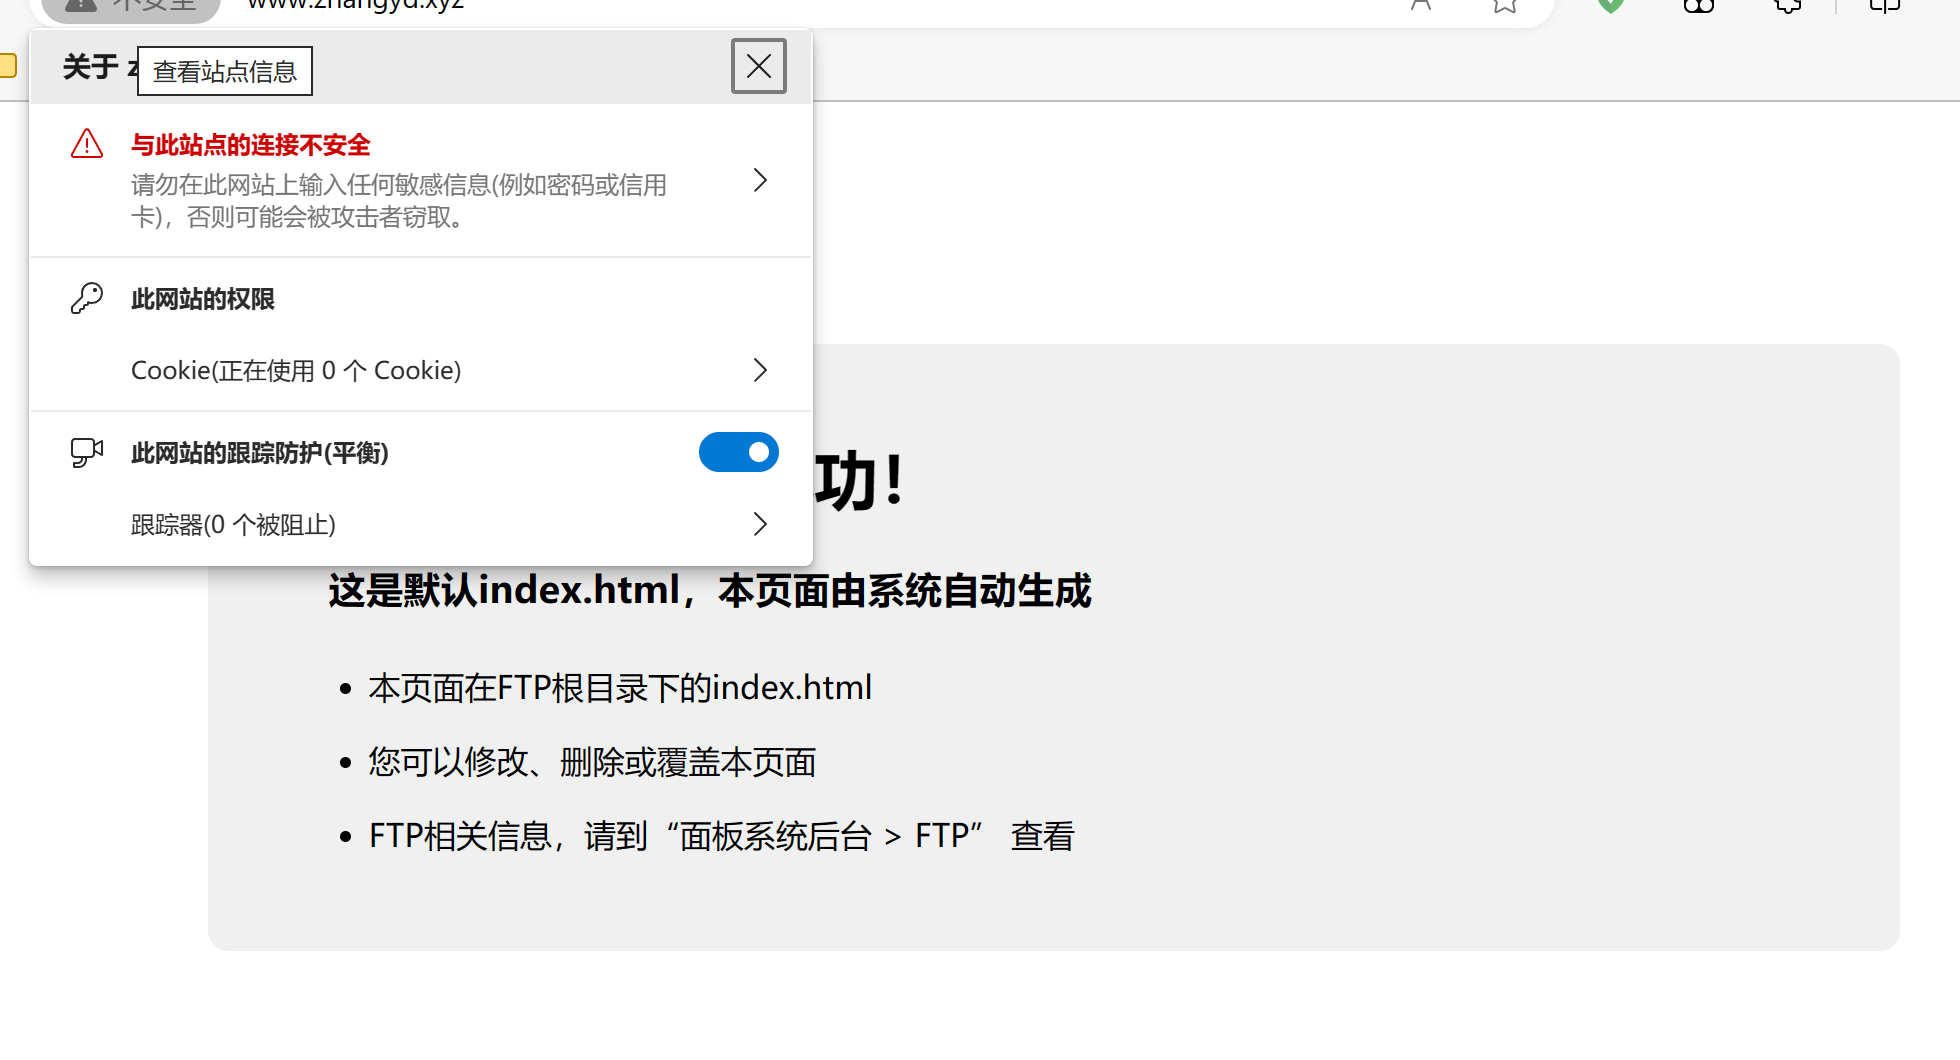 不安全 www.zhangyd.xyz
关于 z
查看站点信息
与此站点的连接不安全
请勿在此网站上输入任何敏感信息(例如密码或信用
卡)，否则可能会被攻击者窃取。
此网站的权限
Cookie(正在使用 0 个 Cookie)
此网站的跟踪防护(平衡)
跟踪器(0 个被阻止)
功！
这是默认index.html，本页面由系统自动生成
本页面在FTP根目录下的index.html
您可以修改、删除或覆盖本页面
FTP相关信息，请到“面板系统后台 > FTP” 查看